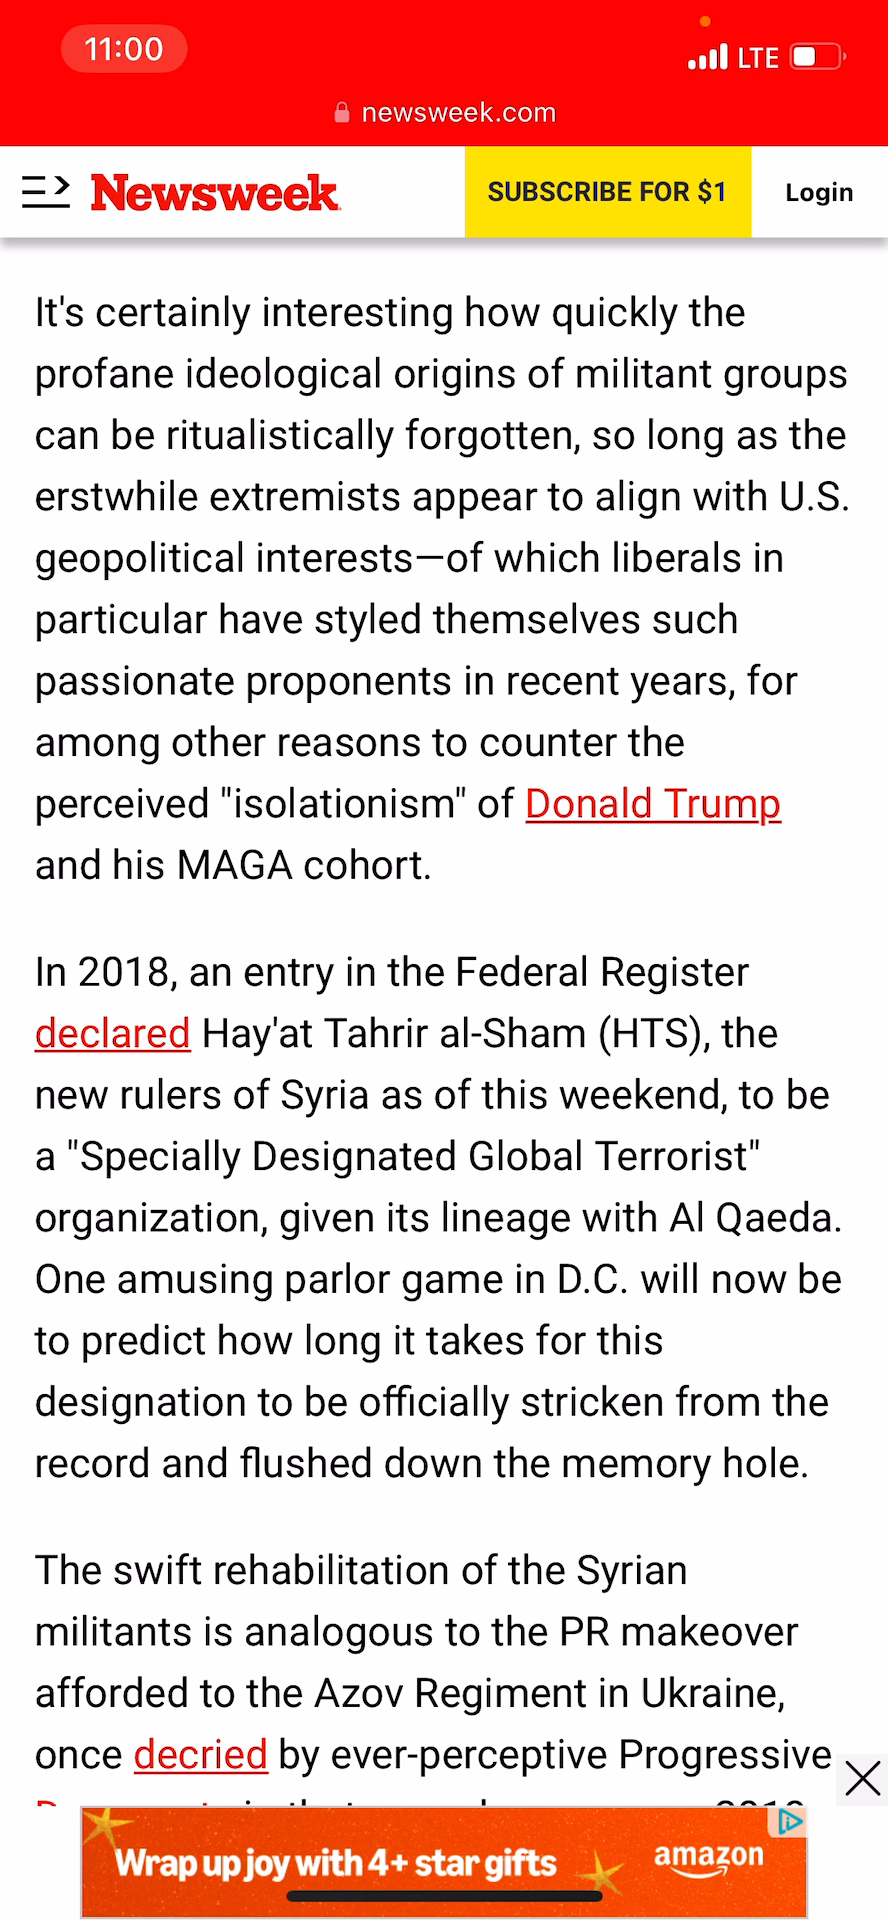 11:00
LTE
newsweek.com
Newsweek
SUBSCRIBE FOR $1
Login
It's certainly interesting how quickly the
profane ideological origins of militant groups
can be ritualistically forgotten, so long as the
erstwhile extremists appear to align with U.S.
geopolitical interests—of which liberals in
particular have styled themselves such
passionate proponents in recent years, for
among other reasons to counter the
perceived "isolationism" of Donald Trump
and his MAGA cohort.
In 2018, an entry in the Federal Register
declared Hay'at Tahrir al-Sham (HTS), the
new rulers of Syria as of this weekend, to be
a "Specially Designated Global Terrorist"
organization, given its lineage with Al Qaeda.
One amusing parlor game in D.C. will now be
to predict how long it takes for this
designation to be officially stricken from the
record and flushed down the memory hole.
The swift rehabilitation of the Syrian
militants is analogous to the PR makeover
afforded to the Azov Regiment in Ukraine,
once decried by ever-perceptive Progressive
Wrap up joy with 4+ star gifts
amazon